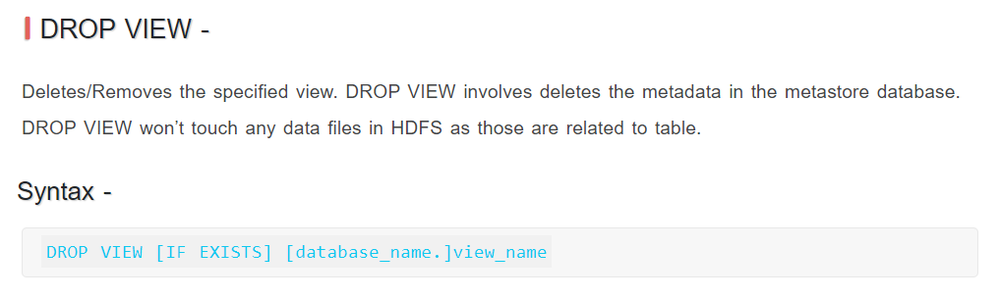 DROP VIEW -
Deletes/Removes the specified view. DROP VIEW involves deletes the metadata in the metastore database.
DROP VIEW won't touch any data files in HDFS as those are related to table.
Syntax -
DROP VIEW [IF EXISTS] [database_name.]view_name